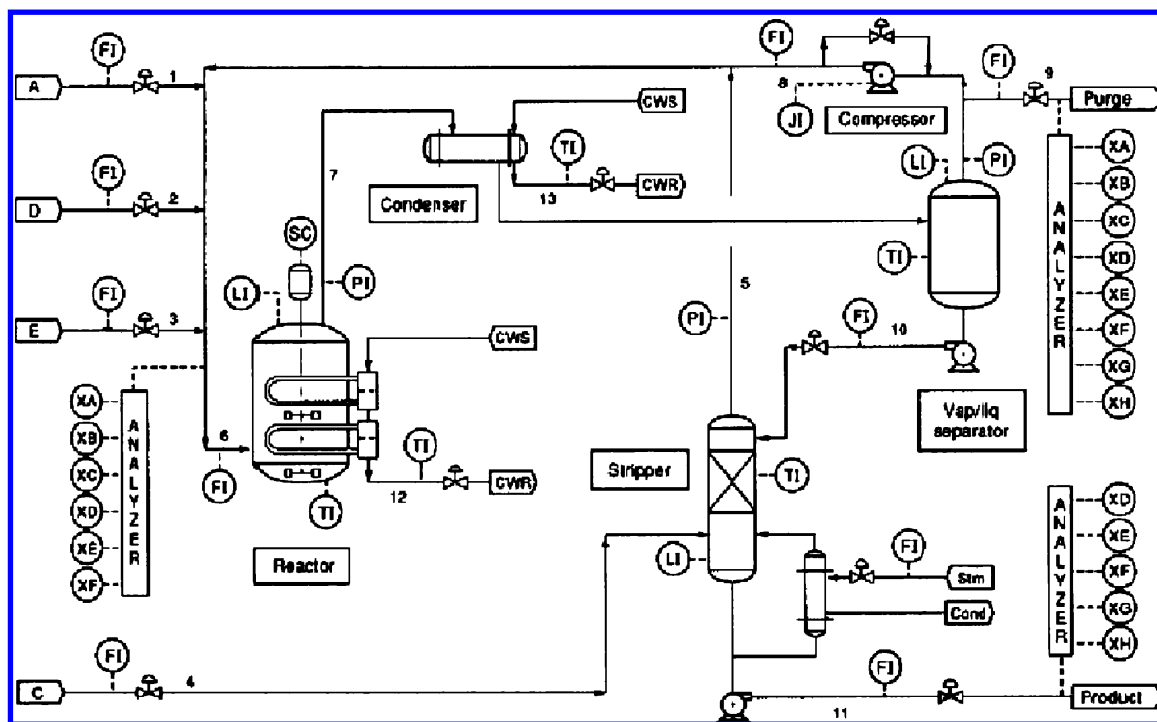 FI
FI
9
A
1
8
Purge
CWS
JI
Compressor
XA
FI
TI
LI
PI
XB
7
CWR
13
D
2
Condenser
XC
SC
ANALYZER
XD
TI
FI
LI
PI
5
XE
E
3
PI
FI
10
XF
CWS
XG
XA
ANALYZER
XH
XB
6
TI
Vap/liq
separator
XC
FI
Stripper
TI
CWR
XD
TI
12
XD
XE
XE
Reactor
LI
FI
XF
XF
Stm
ANALYZER
XG
Cond
XH
FI
FI
C
4
11
Product